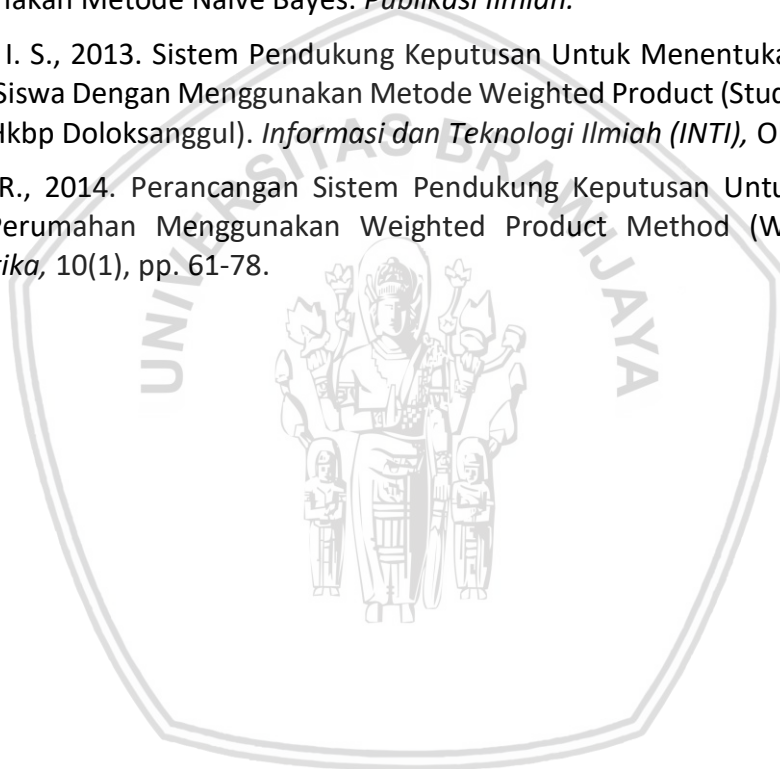 nakan Metode Naive Bayes. Publikasi Ilmiah.
I. S., 2013. Sistem Pendukung Keputusan Untuk Menentuka
Siswa Dengan Menggunakan Metode Weighted Product (Stud
Hkbp Doloksanggul). Informasi dan Teknologi Ilmiah (INTI), O
R., 2014. Perancangan Sistem Pendukung Keputusan Untu
Perumahan Menggunakan Weighted Product Method (W
ika, 10(1), pp. 61-78.
UNIVERSITAS BRAWIJAYA